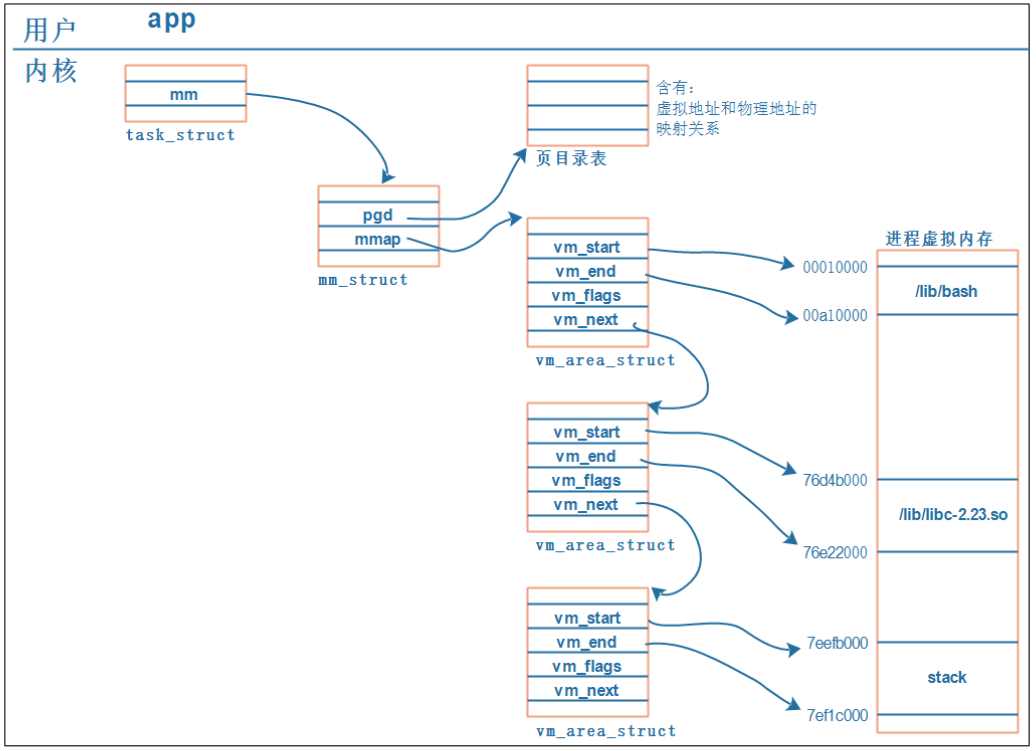 用户
app
内核
mm
task_struct
含有：
虚拟地址和物理地址的
映射关系
页目录表
pgd
mmap
mm_struct
vm_start
vm_end
vm_flags
vm_next
vm_area_struct
进程虚拟内存
00010000
/lib/bash
00a10000
vm_start
vm_end
vm_flags
vm_next
vm_area_struct
76d4b000
/lib/libc-2.23.so
76e22000
vm_start
vm_end
vm_flags
vm_next
vm_area_struct
7eefb000
stack
7ef1c000